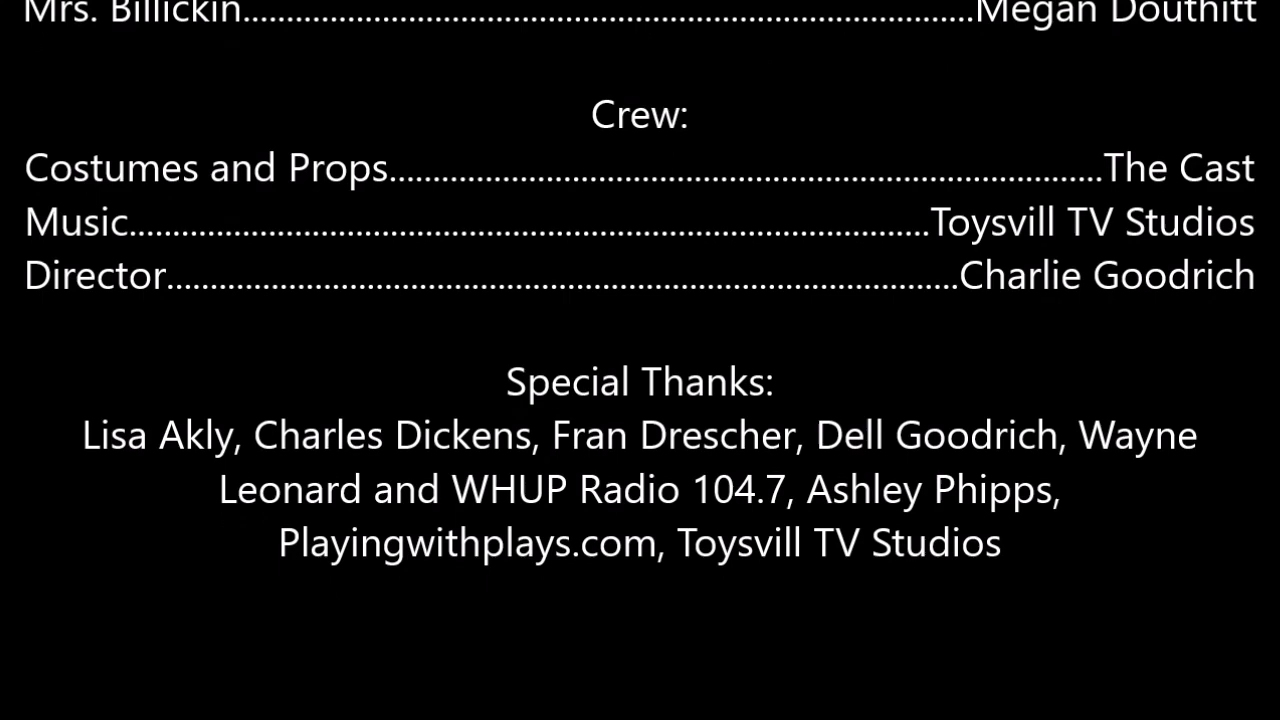 Mrs. Billickin.....................................................................................Megan Douthitt
Crew:
Costumes and Props...................................................................................The Cast
Music.............................................................................................Toysvill TV Studios
Director............................................................................................Charlie Goodrich
Special Thanks:
Lisa Akly, Charles Dickens, Fran Drescher, Dell Goodrich, Wayne
Leonard and WHUP Radio 104.7, Ashley Phipps,
Playingwithplays.com, Toysvill TV Studios